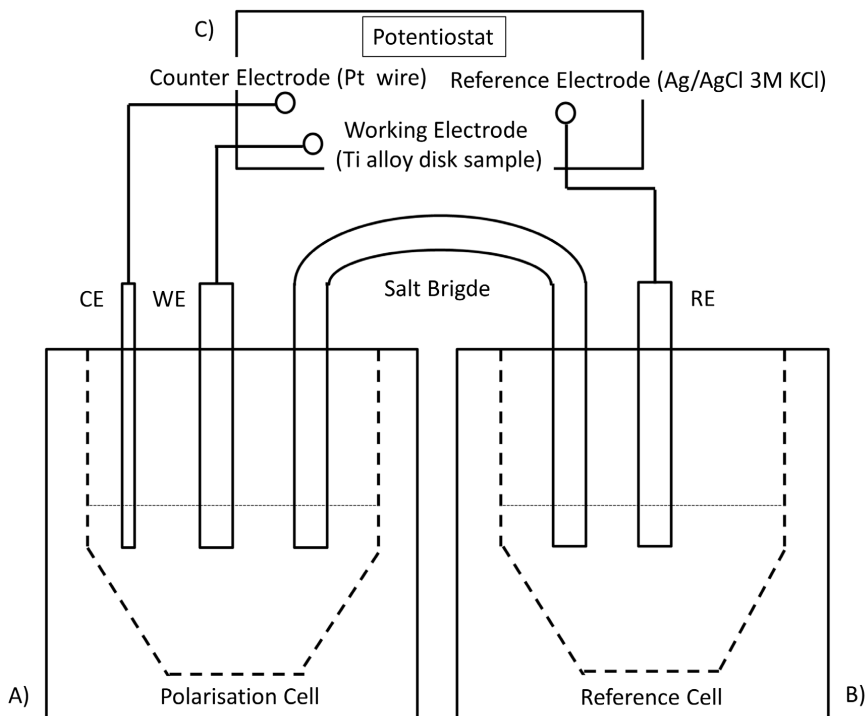 C)
Potentiostat
Counter Electrode (Pt wire)
Reference Electrode (Ag/AgCl 3M KCl)
Working Electrode
(Ti alloy disk sample)
Salt Brigde
CE
WE
RE
A)
Polarisation Cell
Reference Cell
B)